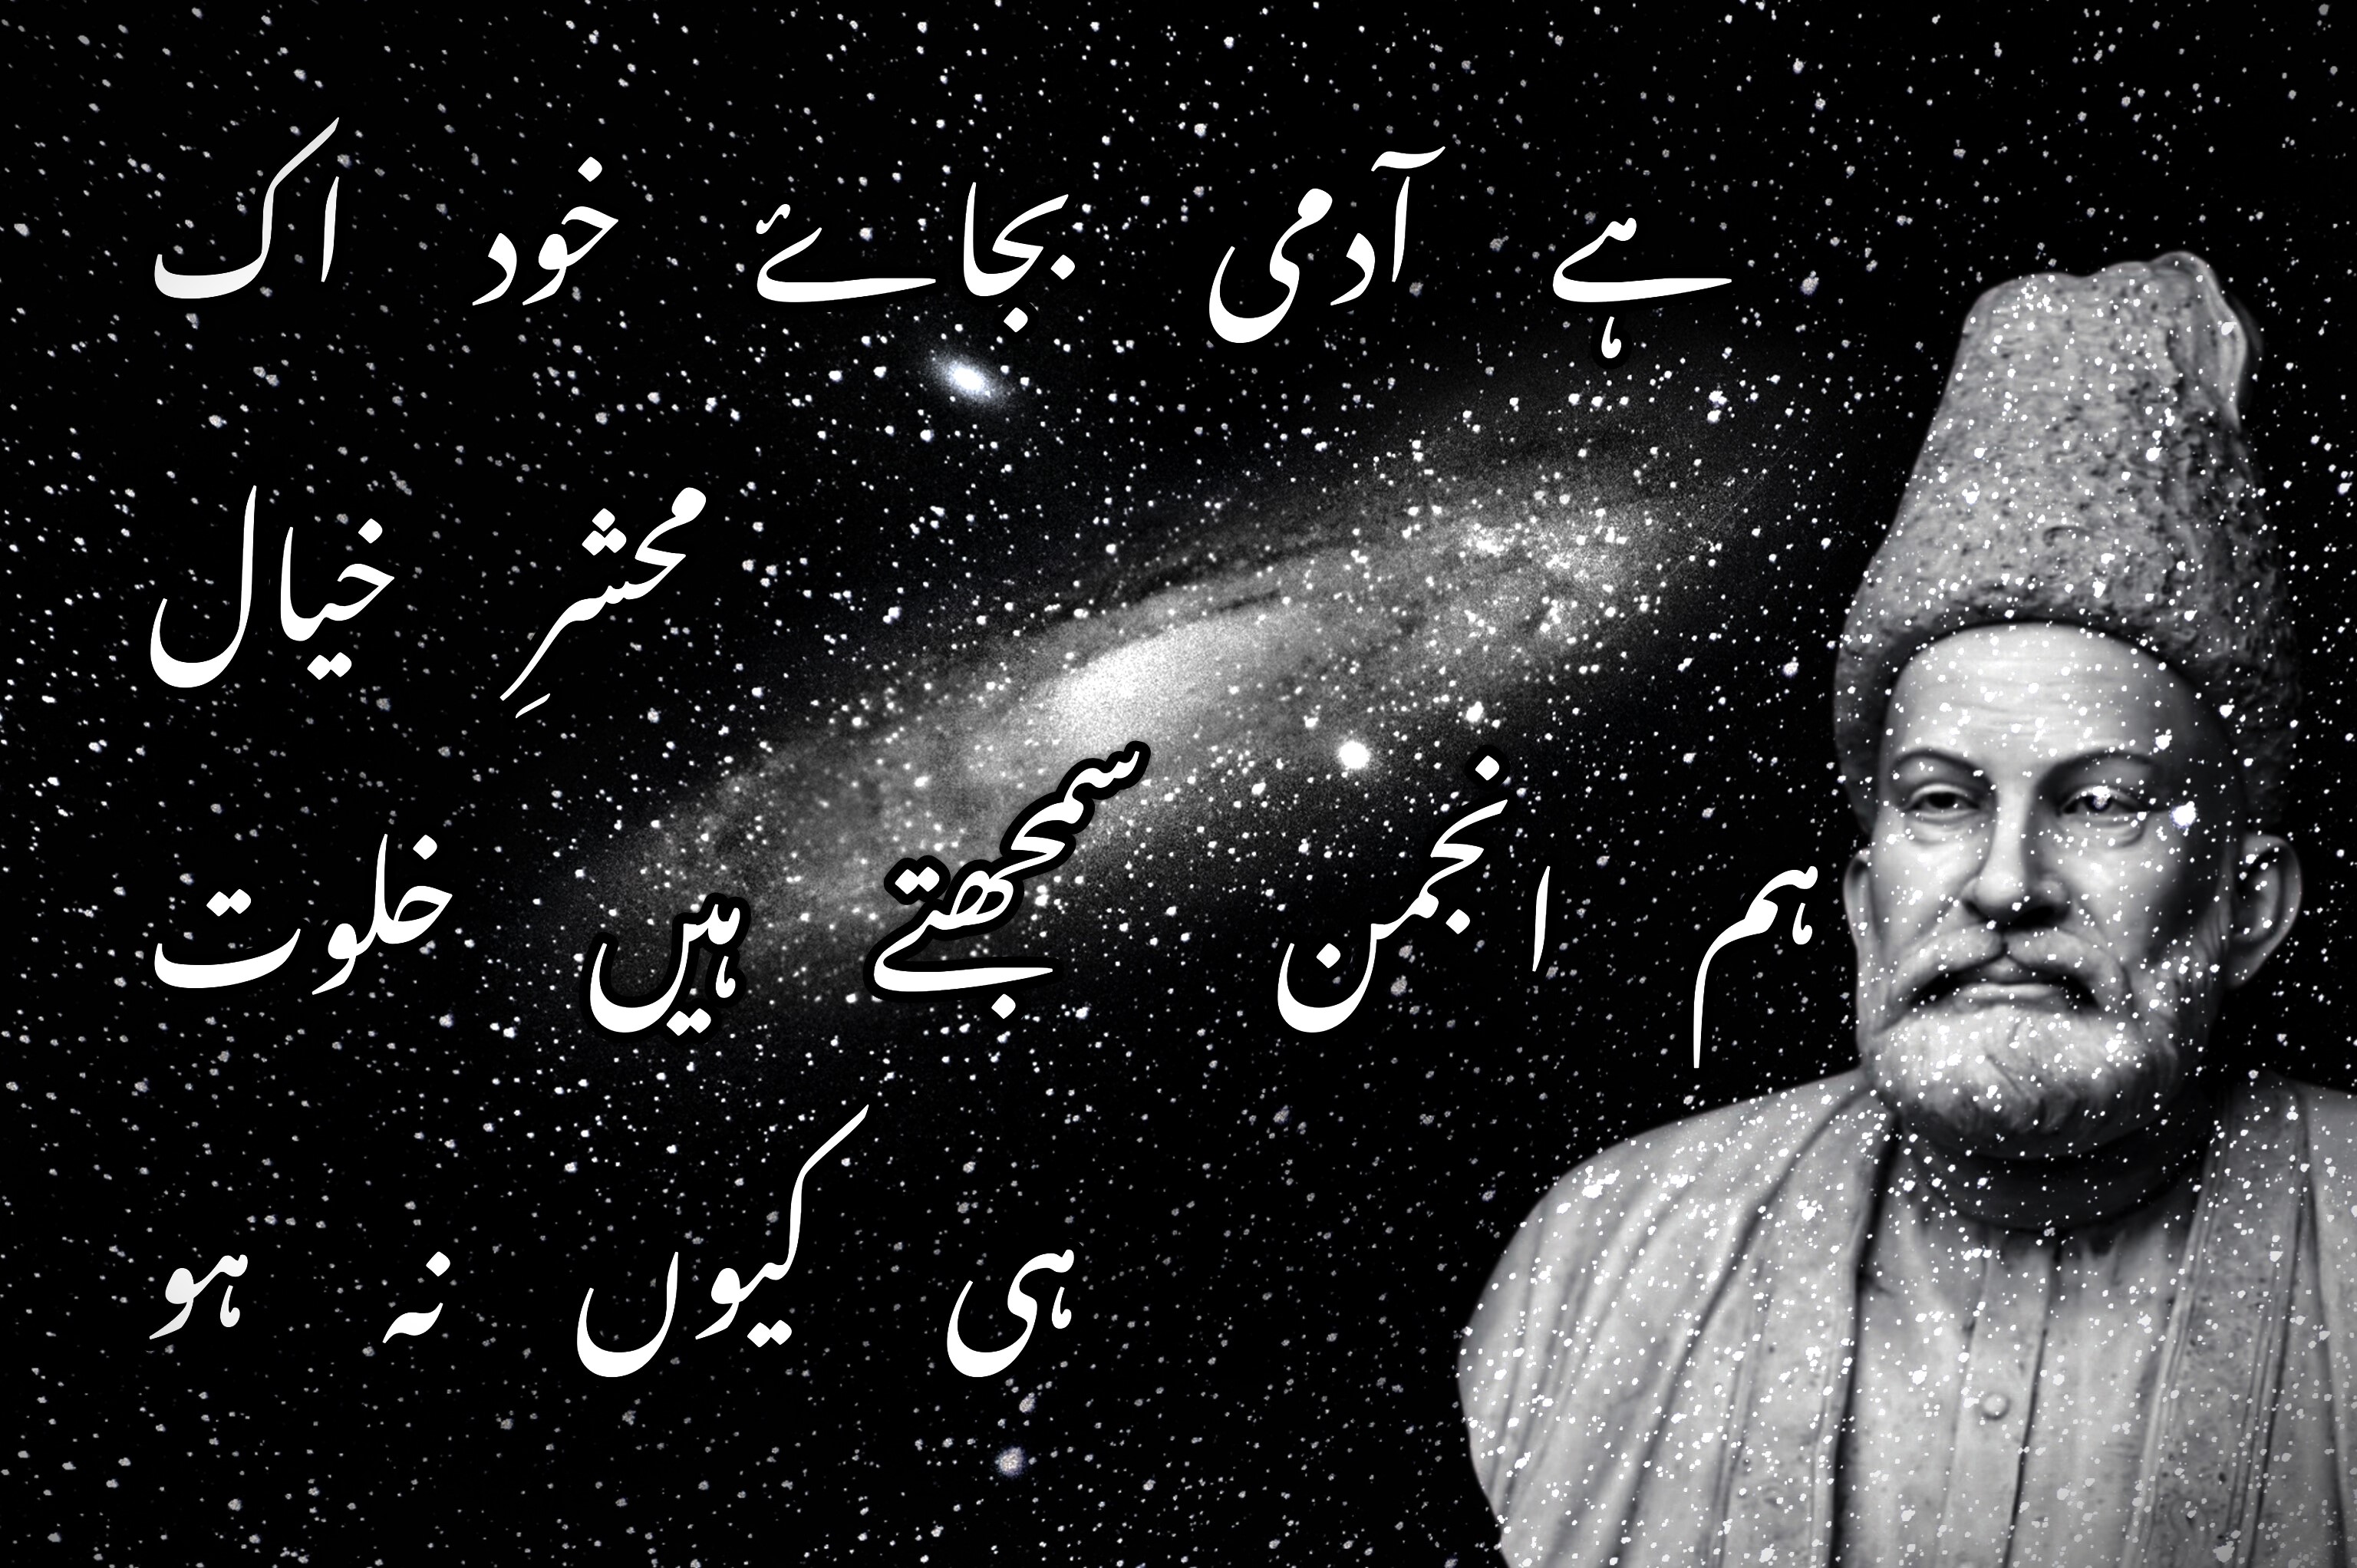 ہے آدمی بجائے خود اک
محشرِ خیال
ہم انجمن سمجھتے ہیں خلوت
ہی کیوں نہ ہو